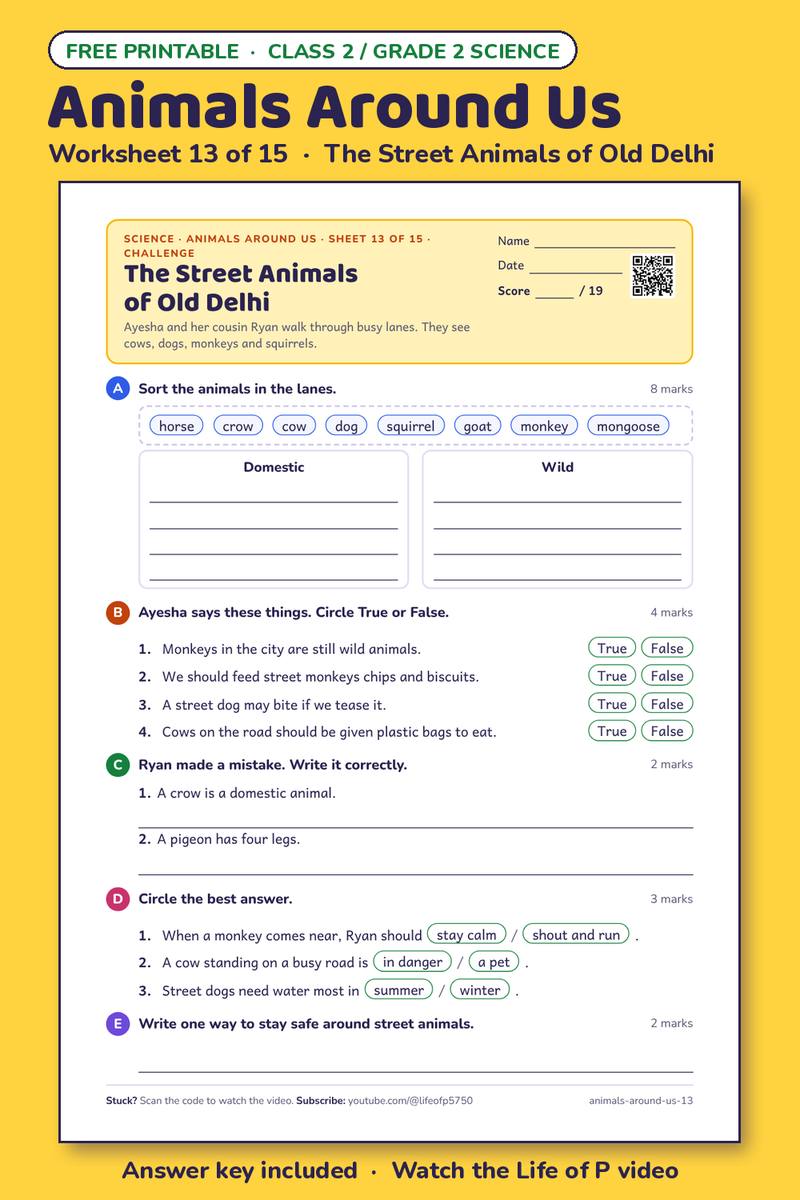 FREE PRINTABLE · CLASS 2 / GRADE 2 SCIENCE
Animals Around Us
Worksheet 13 of 15 · The Street Animals of Old Delhi
SCIENCE · ANIMALS AROUND US · SHEET 13 OF 15 ·
CHALLENGE
The Street Animals
of Old Delhi
Ayesha and her cousin Ryan walk through busy lanes. They see
cows, dogs, monkeys and squirrels.
Name
Date
Score / 19
A Sort the animals in the lanes. 8 marks
horse crow cow dog squirrel goat monkey mongoose
Domestic Wild
B Ayesha says these things. Circle True or False. 4 marks
1. Monkeys in the city are still wild animals. True False
2. We should feed street monkeys chips and biscuits. True False
3. A street dog may bite if we tease it. True False
4. Cows on the road should be given plastic bags to eat. True False
C Ryan made a mistake. Write it correctly. 2 marks
1. A crow is a domestic animal.
2. A pigeon has four legs.
D Circle the best answer. 3 marks
1. When a monkey comes near, Ryan should stay calm / shout and run .
2. A cow standing on a busy road is in danger / a pet .
3. Street dogs need water most in summer / winter .
E Write one way to stay safe around street animals. 2 marks
Stuck? Scan the code to watch the video. Subscribe: youtube.com/@lifeofp5750 animals-around-us-13
Answer key included · Watch the Life of P video